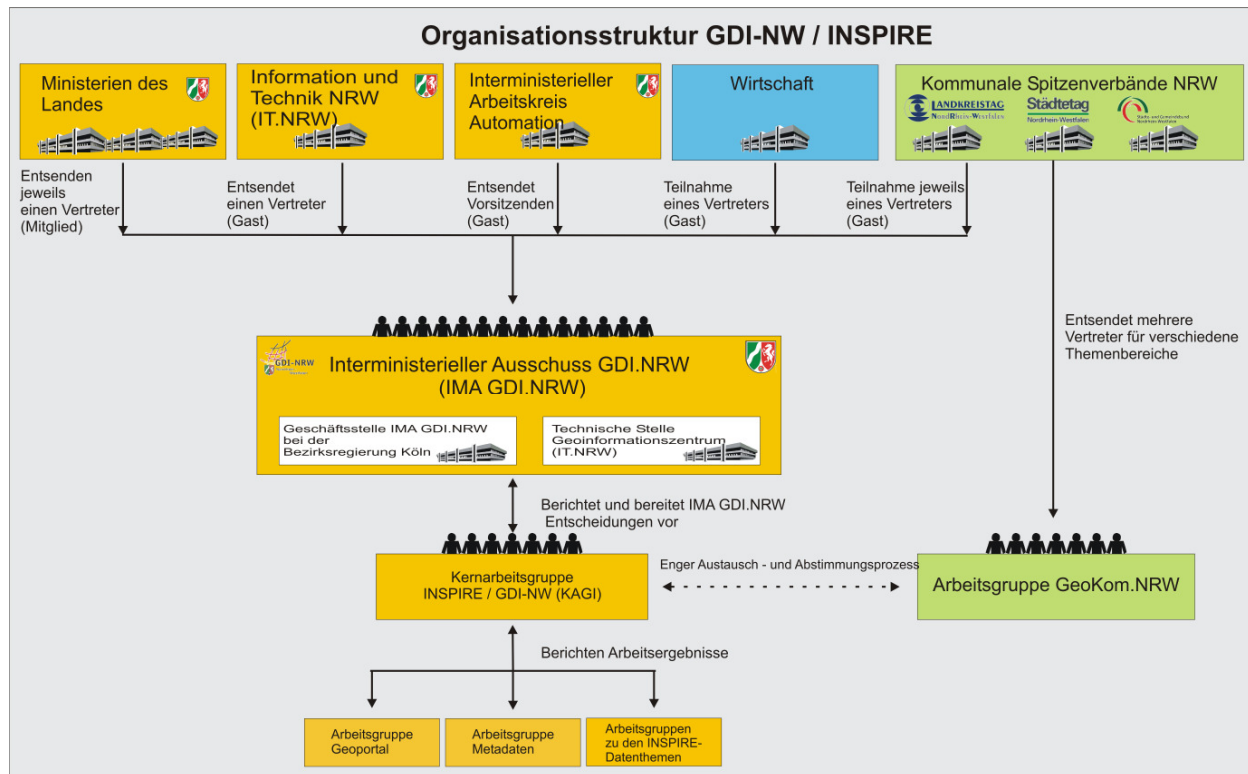 Organisationsstruktur GDI-NW / INSPIRE
Ministerien des
Landes
Information und
Technik NRW
(IT.NRW)
Interministerieller
Arbeitskreis
Automation
Wirtschaft
Kommunale Spitzenverbände NRW
LANDKREISTAG
NORDRHEIN-WESTFALEN
Städtetag
Nordrhein-Westfalen
Städte- und Gemeindebund
Nordrhein-Westfalen
Entsenden
jeweils
einen Vertreter
(Mitglied)
Entsendet
einen Vertreter
(Gast)
Entsendet
Vorsitzenden
(Gast)
Teilnahme
eines Vertreters
(Gast)
Teilnahme jeweils
eines Vertreters
(Gast)
Entsendet mehrere
Vertreter für verschiedene
Themenbereiche
GDI-NRW
Interministerieller Ausschuss GDI.NRW
(IMA GDI.NRW)
Geschäftsstelle IMA GDI.NRW
bei der
Bezirksregierung Köln
Technische Stelle
Geoinformationszentrum
(IT.NRW)
Berichtet und bereitet IMA GDI.NRW
Entscheidungen vor
Kernarbeitsgruppe
INSPIRE / GDI-NW (KAGI)
Enger Austausch - und Abstimmungsprozess
Arbeitsgruppe GeoKom.NRW
Berichten Arbeitsergebnisse
Arbeitsgruppe
Geoportal
Arbeitsgruppe
Metadaten
Arbeitsgruppen
zu den INSPIRE-
Datenthemen